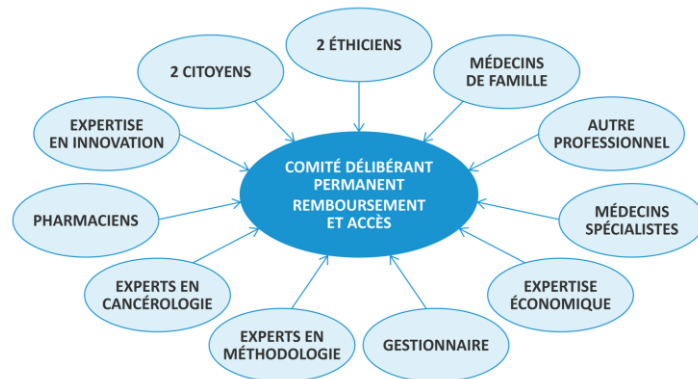 2 ÉTHICIENS
2 CITOYENS
MÉDECINS
DE FAMILLE
EXPERTISE
EN INNOVATION
AUTRE
PROFESSIONNEL
COMITÉ DÉLIBÉRANT
PERMANENT
REMBOURSEMENT
ET ACCÈS
PHARMACIENS
MÉDECINS
SPÉCIALISTES
EXPERTS EN
CANCÉROLOGIE
EXPERTISE
ÉCONOMIQUE
EXPERTS EN
MÉTHODOLOGIE
GESTIONNAIRE